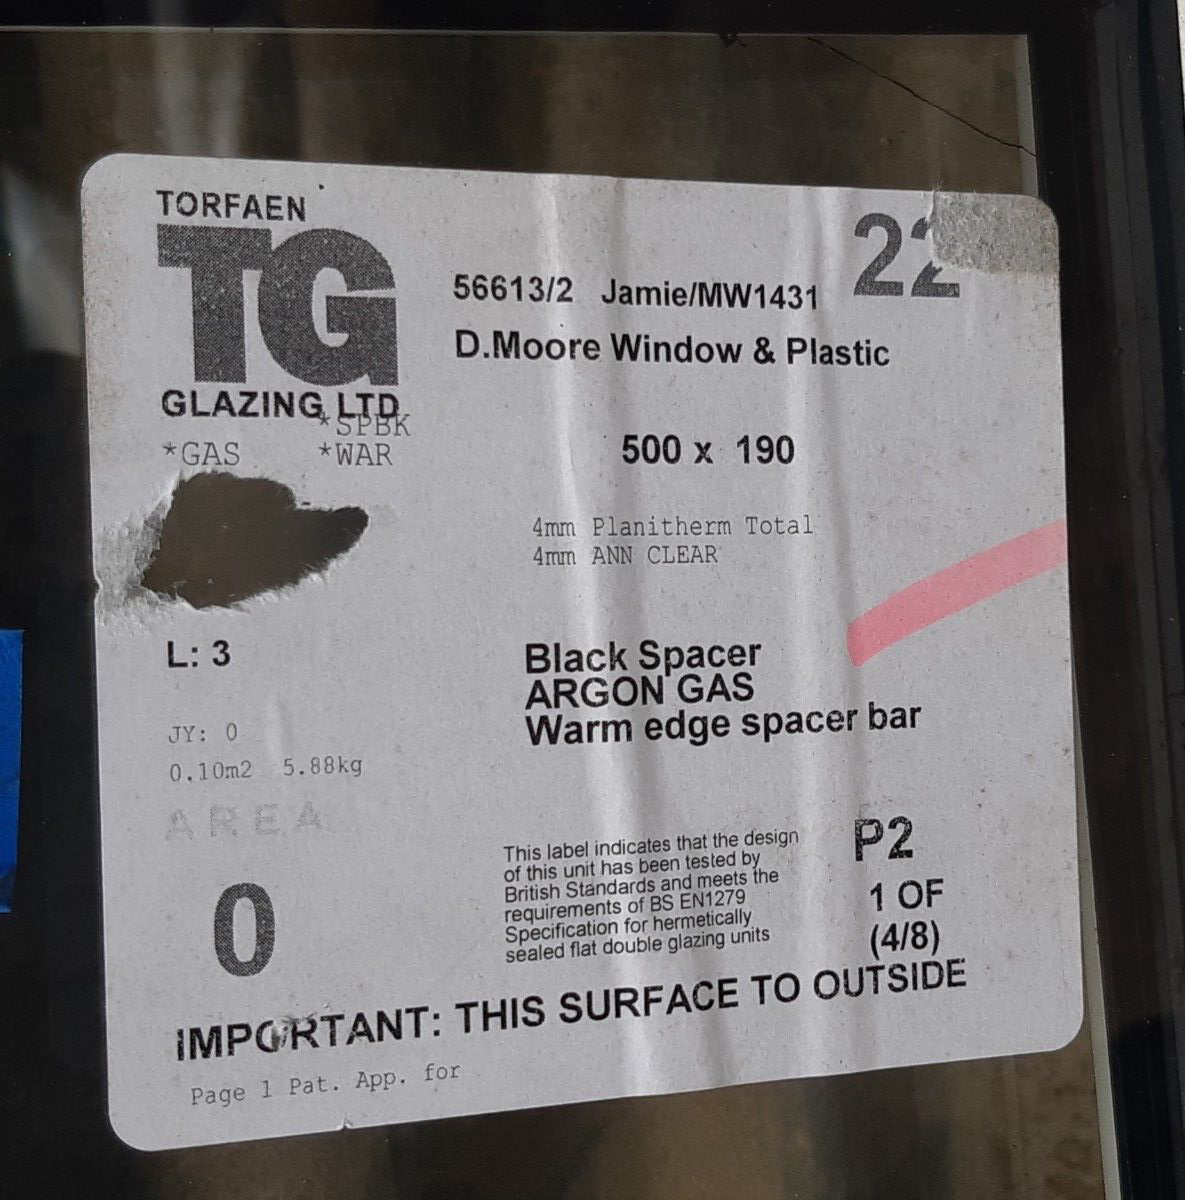 TORFAEN
TG
GLAZING LTD
*SPBK
*GAS *WAR
22
56613/2 Jamie/MW1431
D.Moore Window & Plastic
500 x 190
4mm Planitherm Total
4mm ANN CLEAR
L: 3
Black Spacer
ARGON GAS
Warm edge spacer bar
JY: 0
0.10m2 5.88kg
AREA
0
This label indicates that the design
of this unit has been tested by
British Standards and meets the
requirements of BS EN1279
Specification for hermetically
sealed flat double glazing units
P2
1 OF
(4/8)
IMPORTANT: THIS SURFACE TO OUTSIDE
Page 1 Pat. App. for